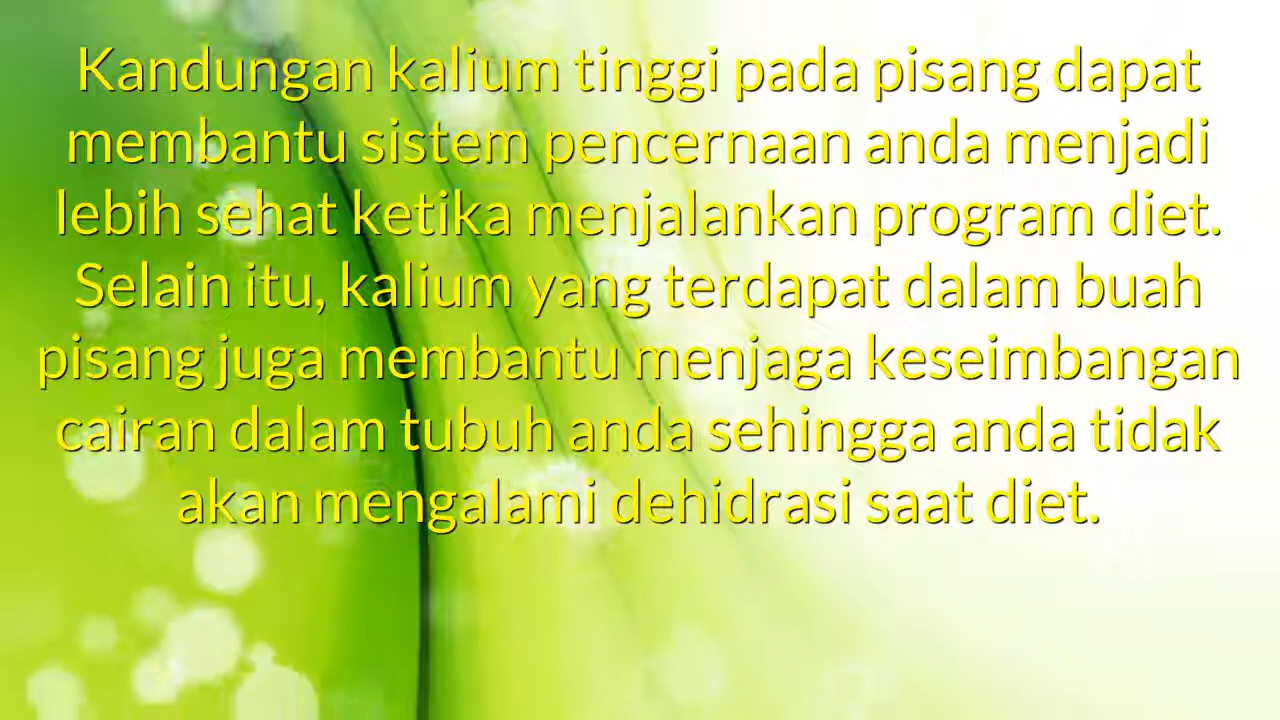 Kandungan kalium tinggi pada pisang dapat
membantu sistem pencernaan anda menjadi
lebih sehat ketika menjalankan program diet.
Selain itu, kalium yang terdapat dalam buah
pisang juga membantu menjaga keseimbangan
cairan dalam tubuh anda sehingga anda tidak
akan mengalami dehidrasi saat diet.